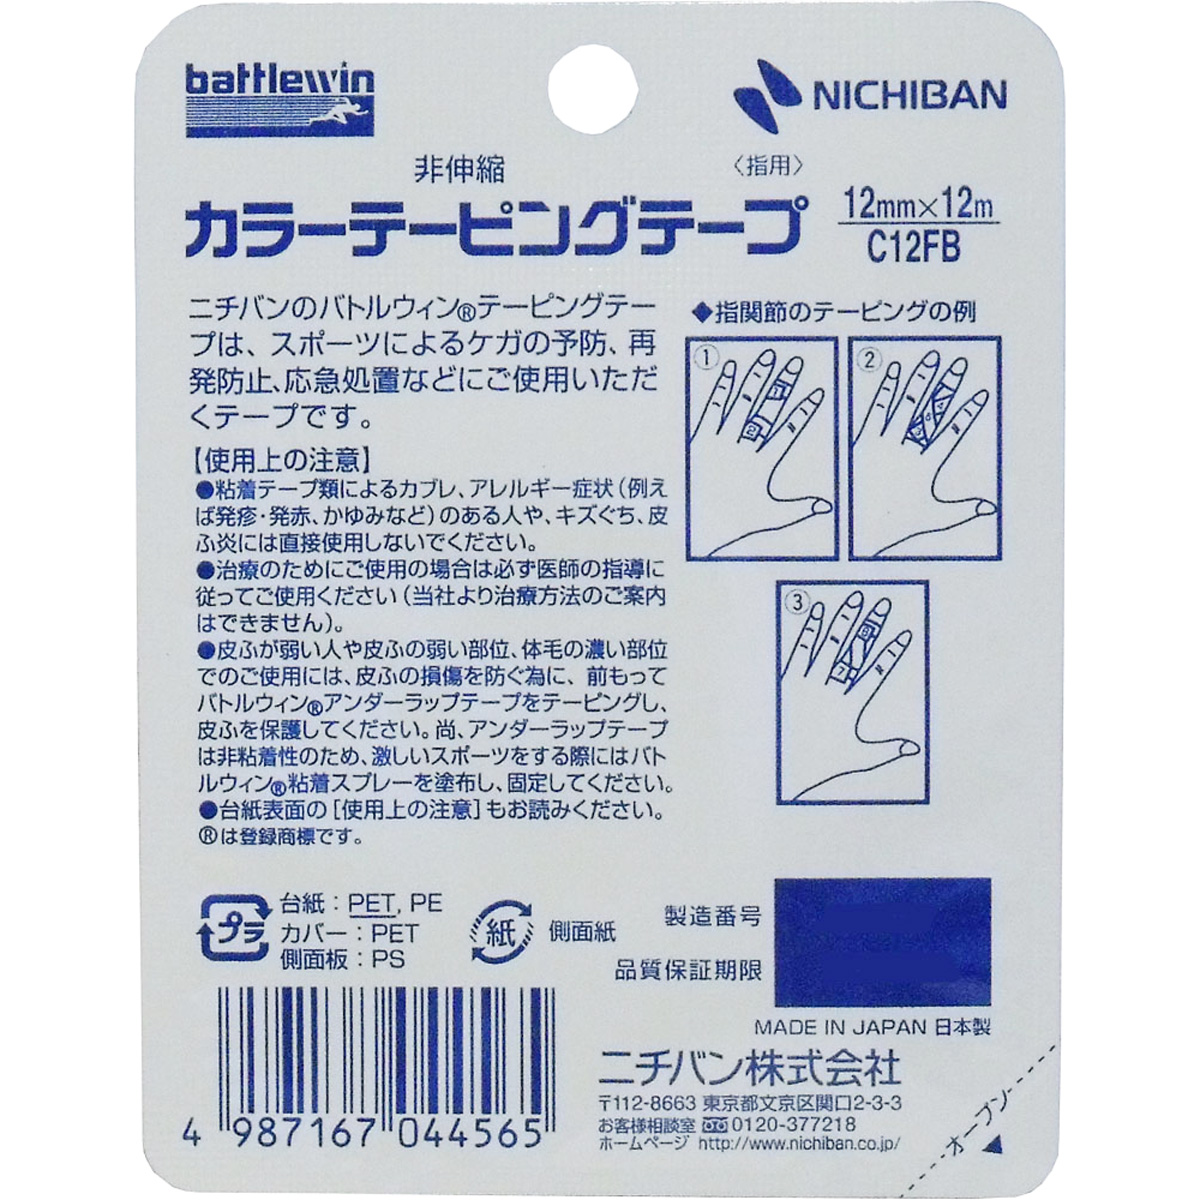 battlewin
NICHIBAN
非伸縮
〈指用〉
カラーテーピングテープ
12mm×12m
C12FB
ニチバンのバトルウィン®テーピングテー
プは、スポーツによるケガの予防、再
発防止、応急処置などにご使用いただ
くテープです。
【使用上の注意】
●粘着テープ類によるカブレ、アレルギー症状（例え
ば発疹・発赤、かゆみなど）のある人や、キズぐち、皮
ふ炎には直接使用しないでください。
●治療のためにご使用の場合は必ず医師の指導に
従ってご使用ください（当社より治療方法のご案内
はできません）。
●皮ふが弱い人や皮ふの弱い部位、体毛の濃い部位
でのご使用には、皮ふの損傷を防ぐ為に、前もって
バトルウィン®アンダーラップテープをテーピングし、
皮ふを保護してください。尚、アンダーラップテープ
は非粘着性のため、激しいスポーツをする際にはバト
ルウィン®粘着スプレーを塗布し、固定してください。
●台紙表面の［使用上の注意］もお読みください。
®は登録商標です。
◆指関節のテーピングの例
①
②
③
プラ
台紙：PET, PE
カバー：PET
側面板：PS
紙
側面紙
製造番号
品質保証期限
MADE IN JAPAN 日本製
ニチバン株式会社
〒112-8663 東京都文京区関口2-3-3
お客様相談室 0120-377218
ホームページ http://www.nichiban.co.jp/
オープン
4 987167 044565